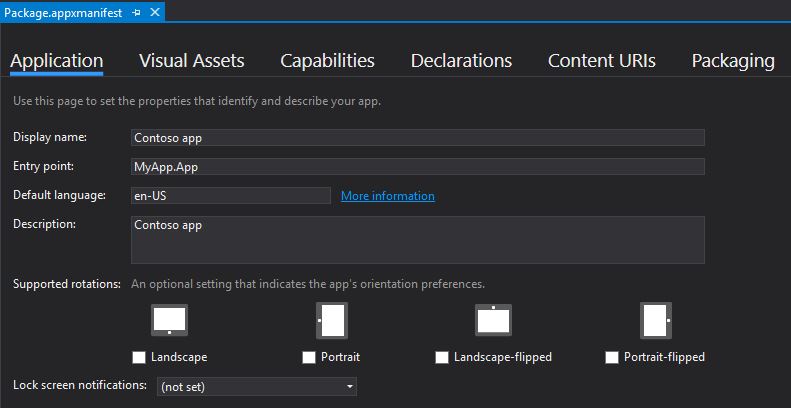 Package.appxmanifest
Application Visual Assets Capabilities Declarations Content URIs Packaging
Use this page to set the properties that identify and describe your app.
Display name: Contoso app
Entry point: MyApp.App
Default language: en-US More information
Description: Contoso app
Supported rotations: An optional setting that indicates the app's orientation preferences.
Landscape Portrait Landscape-flipped Portrait-flipped
Lock screen notifications: (not set)